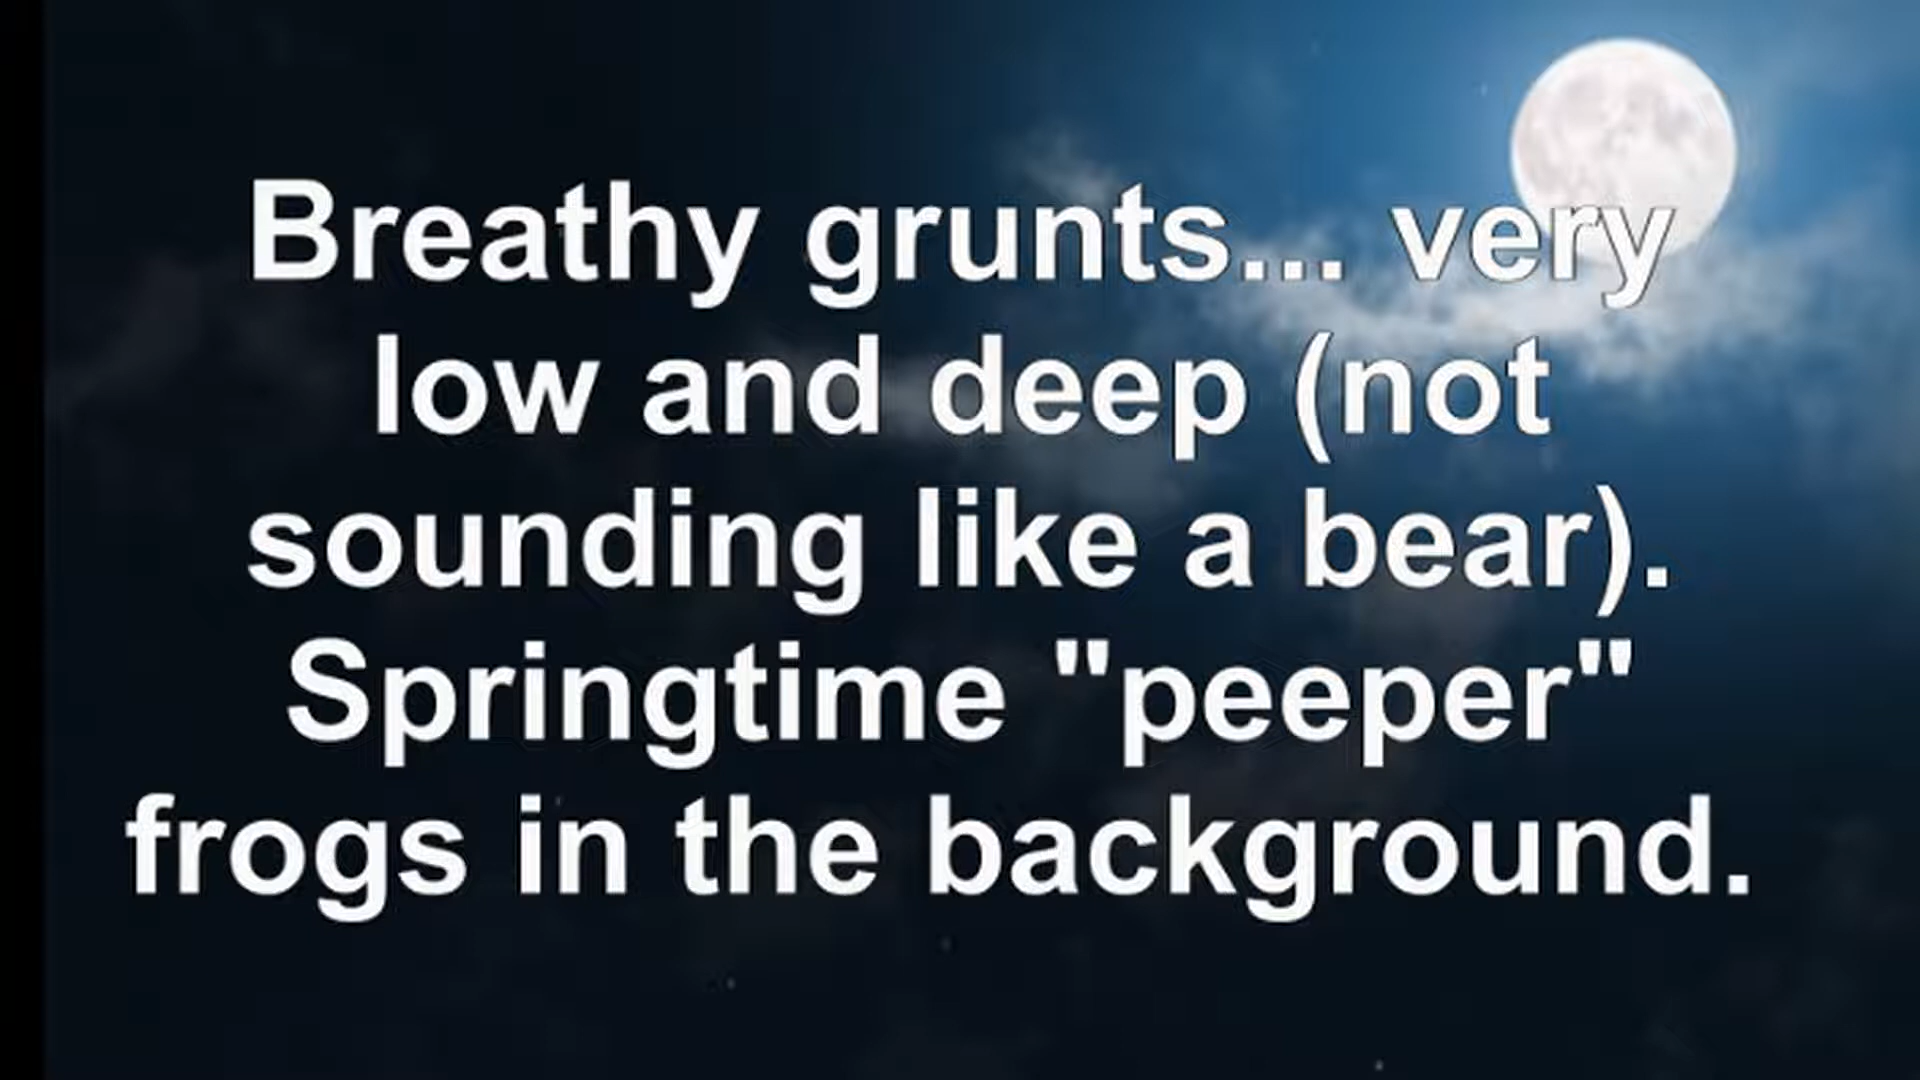 Breathy grunts... very
low and deep (not
sounding like a bear).
Springtime "peeper"
frogs in the background.